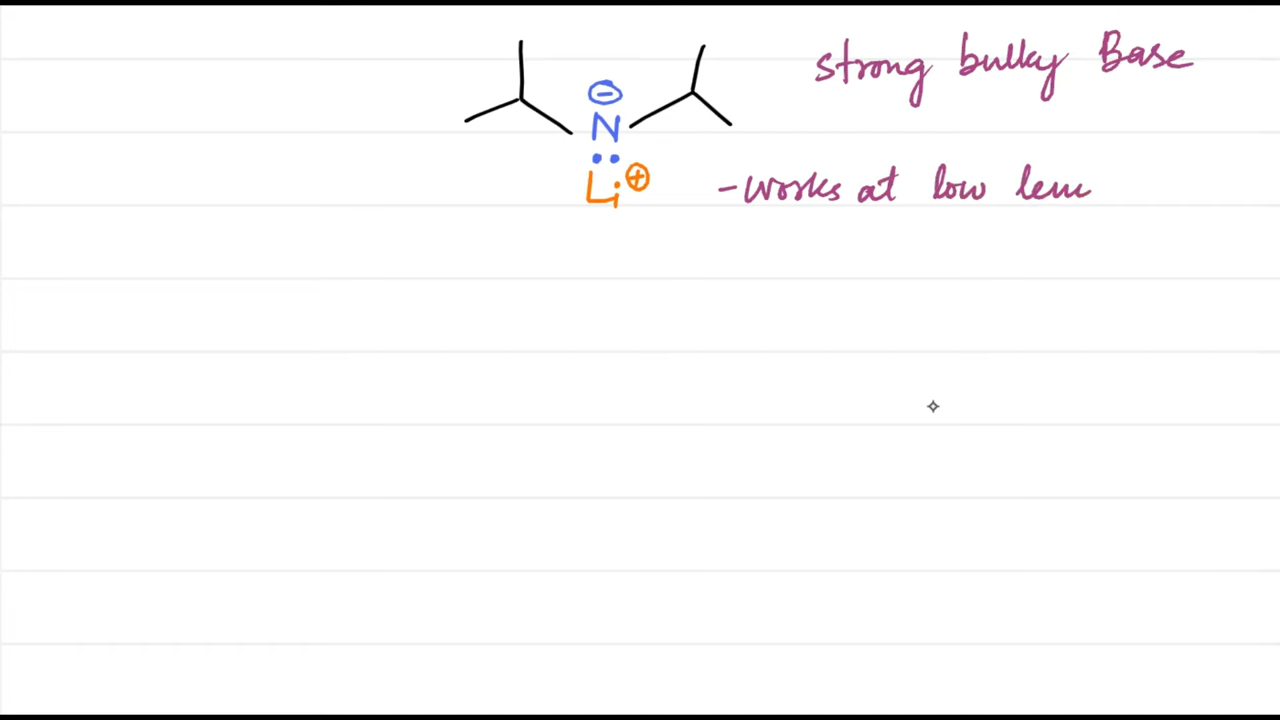 strong bulky Base
⊖
N
••
Li⊕
-works at low tem